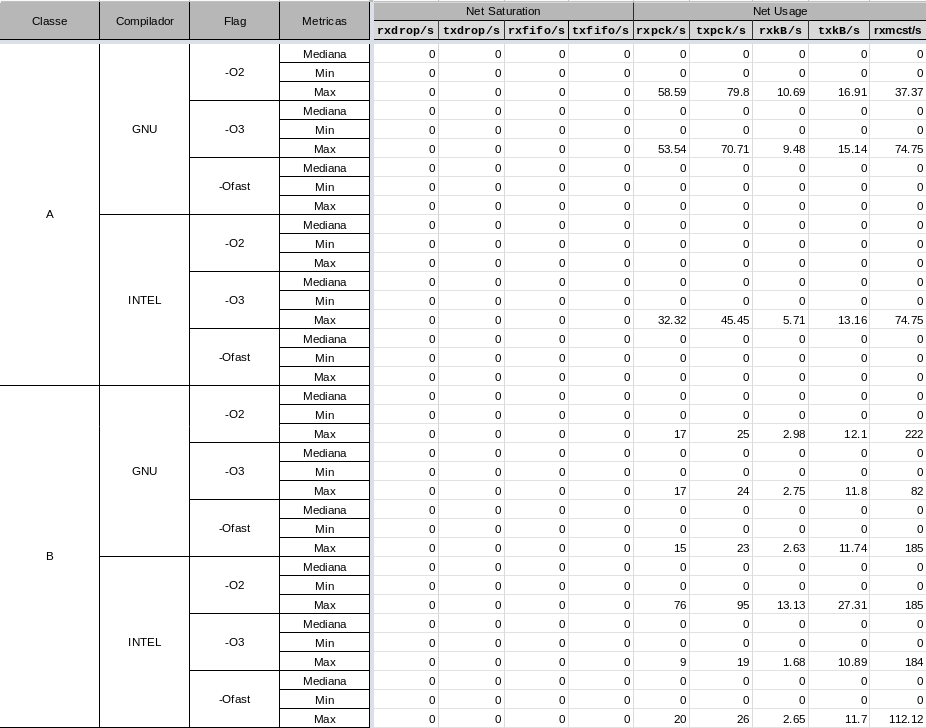 Classe Compilador Flag Metricas Net Saturation Net Usage
rxdrop/s txdrop/s rxfifo/s txfifo/s rxpck/s txpck/s rxkB/s txkB/s rxmcst/s
A GNU -O2 Mediana 0 0 0 0 0 0 0 0 0
Min 0 0 0 0 0 0 0 0 0
Max 0 0 0 0 58.59 79.8 10.69 16.91 37.37
-O3 Mediana 0 0 0 0 0 0 0 0 0
Min 0 0 0 0 0 0 0 0 0
Max 0 0 0 0 53.54 70.71 9.48 15.14 74.75
-Ofast Mediana 0 0 0 0 0 0 0 0 0
Min 0 0 0 0 0 0 0 0 0
Max 0 0 0 0 0 0 0 0 0
INTEL -O2 Mediana 0 0 0 0 0 0 0 0 0
Min 0 0 0 0 0 0 0 0 0
Max 0 0 0 0 0 0 0 0 0
-O3 Mediana 0 0 0 0 0 0 0 0 0
Min 0 0 0 0 0 0 0 0 0
Max 0 0 0 0 32.32 45.45 5.71 13.16 74.75
-Ofast Mediana 0 0 0 0 0 0 0 0 0
Min 0 0 0 0 0 0 0 0 0
Max 0 0 0 0 0 0 0 0 0
B GNU -O2 Mediana 0 0 0 0 0 0 0 0 0
Min 0 0 0 0 0 0 0 0 0
Max 0 0 0 0 17 25 2.98 12.1 222
-O3 Mediana 0 0 0 0 0 0 0 0 0
Min 0 0 0 0 0 0 0 0 0
Max 0 0 0 0 17 24 2.75 11.8 82
-Ofast Mediana 0 0 0 0 0 0 0 0 0
Min 0 0 0 0 0 0 0 0 0
Max 0 0 0 0 15 23 2.63 11.74 185
INTEL -O2 Mediana 0 0 0 0 0 0 0 0 0
Min 0 0 0 0 0 0 0 0 0
Max 0 0 0 0 76 95 13.13 27.31 185
-O3 Mediana 0 0 0 0 0 0 0 0 0
Min 0 0 0 0 0 0 0 0 0
Max 0 0 0 0 9 19 1.68 10.89 184
-Ofast Mediana 0 0 0 0 0 0 0 0 0
Min 0 0 0 0 0 0 0 0 0
Max 0 0 0 0 20 26 2.65 11.7 112.12